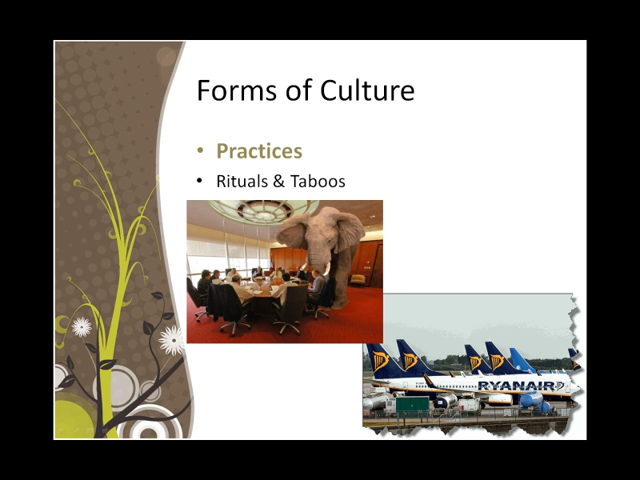 Forms of Culture
• Practices
• Rituals & Taboos
RYANAIR